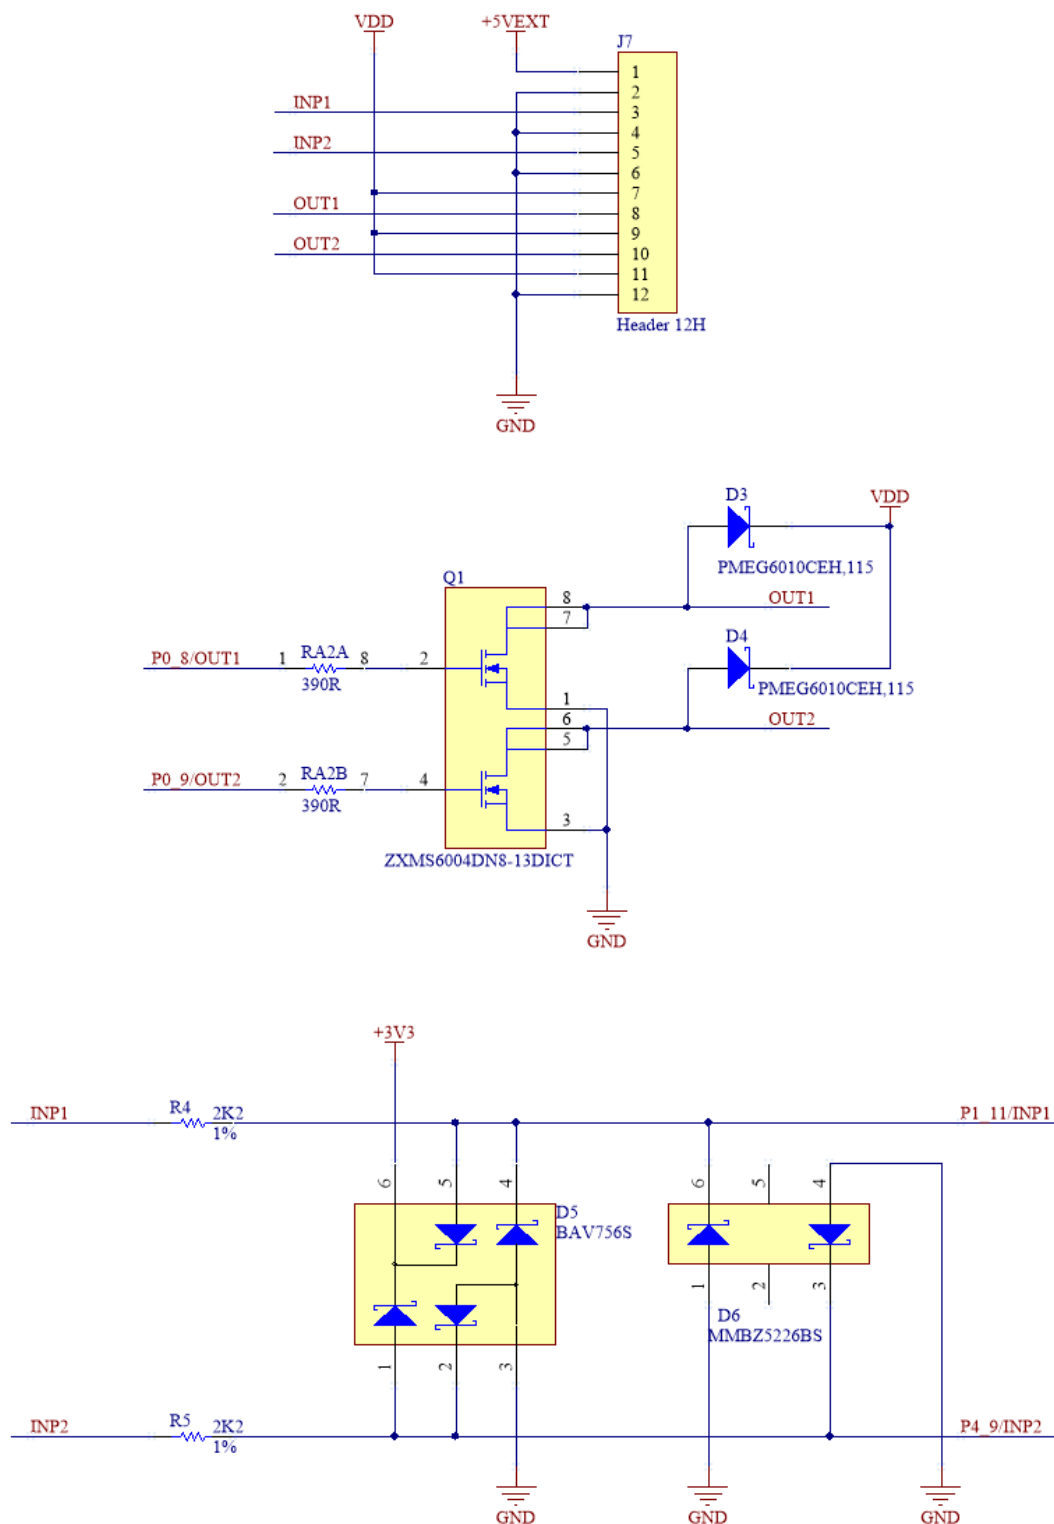 VDD
+5VEXT
J7
1
2
INP1
3
4
INP2
5
6
7
OUT1
8
9
OUT2
10
11
12
Header 12H
GND
D3
VDD
PMEG6010CEH,115
Q1
8
OUT1
7
D4
P0_8/OUT1
1
RA2A
8
2
390R
PMEG6010CEH,115
1
6
OUT2
5
P0_9/OUT2
2
RA2B
7
4
390R
3
ZXMS6004DN8-13DICT
GND
+3V3
INP1
R4
2K2
1%
P1_11/INP1
6
5
4
6
5
4
D5
BAV756S
1
2
3
1
2
3
D6
MMBZ5226BS
INP2
R5
2K2
1%
P4_9/INP2
GND
GND
GND